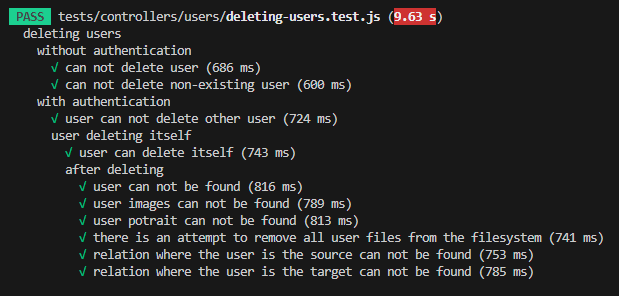 PASS tests/controllers/users/deleting-users.test.js (9.63 s)
deleting users
without authentication
√ can not delete user (686 ms)
√ can not delete non-existing user (600 ms)
with authentication
√ user can not delete other user (724 ms)
user deleting itself
√ user can delete itself (743 ms)
after deleting
√ user can not be found (816 ms)
√ user images can not be found (789 ms)
√ user potrait can not be found (813 ms)
√ there is an attempt to remove all user files from the filesystem (741 ms)
√ relation where the user is the source can not be found (753 ms)
√ relation where the user is the target can not be found (785 ms)